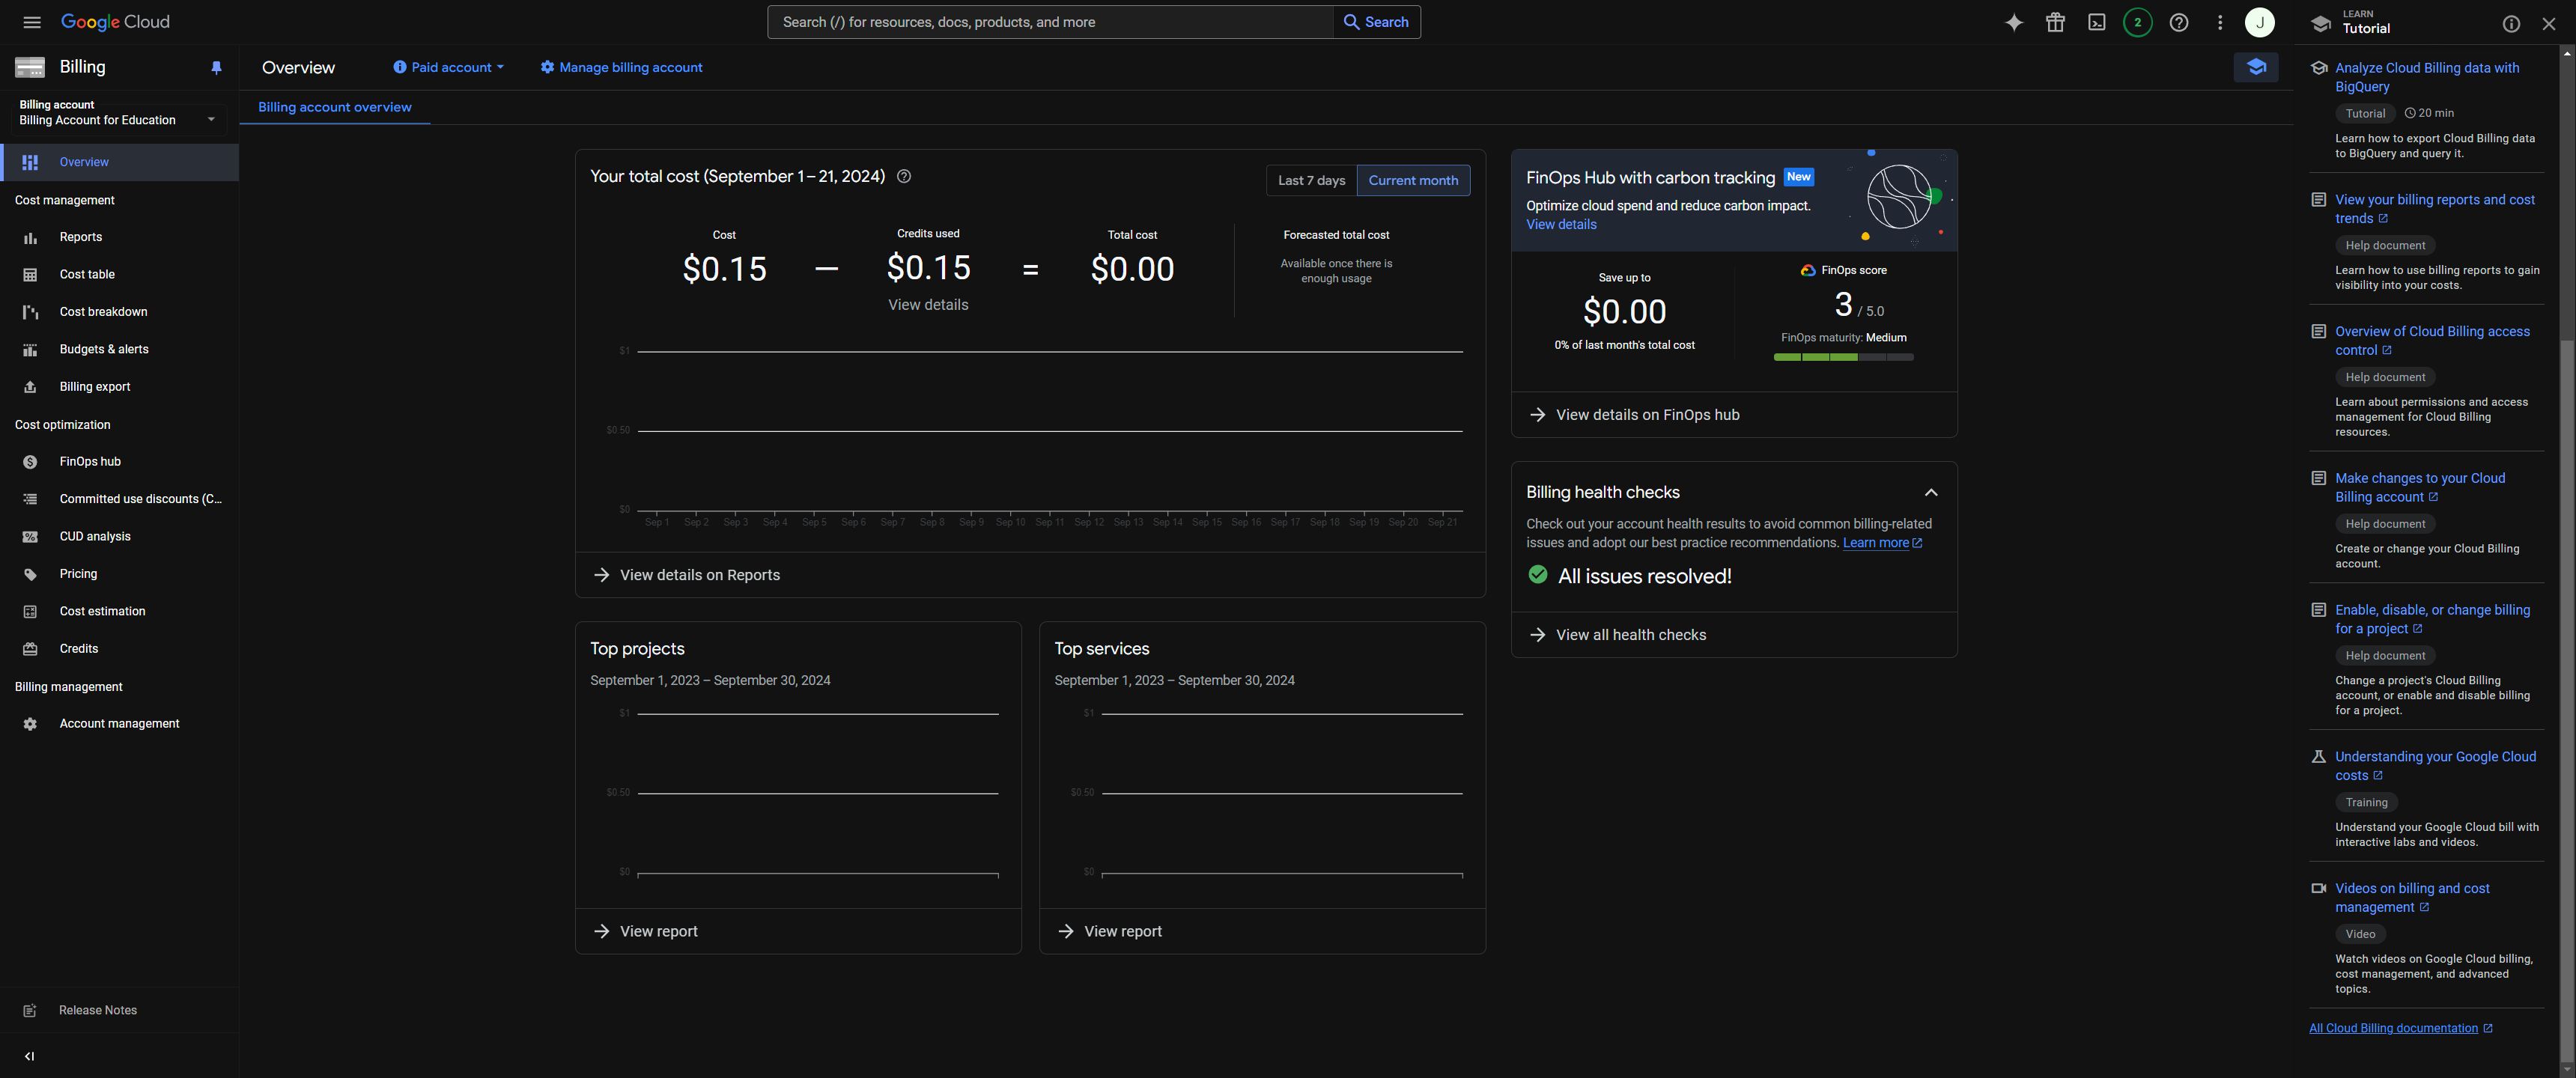 Google Cloud
Search (/) for resources, docs, products, and more
Search
2
J
LEARN
Tutorial
Billing
Billing account
Billing Account for Education
Overview
Cost management
Reports
Cost table
Cost breakdown
Budgets & alerts
Billing export
Cost optimization
FinOps hub
Committed use discounts (C...
CUD analysis
Pricing
Cost estimation
Credits
Billing management
Account management
Release Notes
Overview
Paid account
Manage billing account
Billing account overview
Your total cost (September 1 – 21, 2024)
Last 7 days
Current month
Cost
$0.15
—
Credits used
$0.15
View details
=
Total cost
$0.00
Forecasted total cost
Available once there is
enough usage
$1
$0.50
$0
Sep 1 Sep 2 Sep 3 Sep 4 Sep 5 Sep 6 Sep 7 Sep 8 Sep 9 Sep 10 Sep 11 Sep 12 Sep 13 Sep 14 Sep 15 Sep 16 Sep 17 Sep 18 Sep 19 Sep 20 Sep 21
View details on Reports
Top projects
September 1, 2023 – September 30, 2024
$1
$0.50
$0
View report
Top services
September 1, 2023 – September 30, 2024
$1
$0.50
$0
View report
FinOps Hub with carbon tracking New
Optimize cloud spend and reduce carbon impact.
View details
Save up to
$0.00
0% of last month's total cost
FinOps score
3 / 5.0
FinOps maturity: Medium
View details on FinOps hub
Billing health checks
Check out your account health results to avoid common billing-related
issues and adopt our best practice recommendations. Learn more
All issues resolved!
View all health checks
Analyze Cloud Billing data with
BigQuery
Tutorial 20 min
Learn how to export Cloud Billing data
to BigQuery and query it.
View your billing reports and cost
trends
Help document
Learn how to use billing reports to gain
visibility into your costs.
Overview of Cloud Billing access
control
Help document
Learn about permissions and access
management for Cloud Billing
resources.
Make changes to your Cloud
Billing account
Help document
Create or change your Cloud Billing
account.
Enable, disable, or change billing
for a project
Help document
Change a project's Cloud Billing
account, or enable and disable billing
for a project.
Understanding your Google Cloud
costs
Training
Understand your Google Cloud bill with
interactive labs and videos.
Videos on billing and cost
management
Video
Watch videos on Google Cloud billing,
cost management, and advanced
topics.
All Cloud Billing documentation